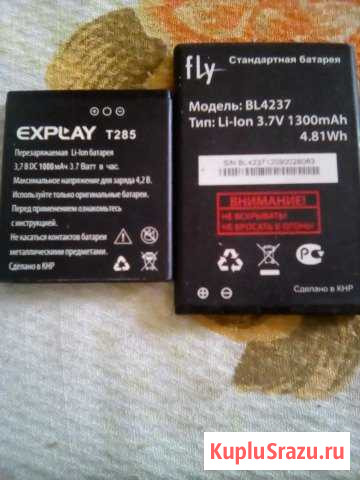 EXPLAY T285
Перезаряжаемая Li-Ion батарея
3,7 В DC 1000 мАч 3.7 Ватт в час.
Максимальное напряжение для заряда 4,2 В.
Используйте только оригинальные батареи.
Перед применением ознакомьтесь
с инструкцией.
Не касаться контактов батареи
металлическими предметами.
Сделано в КНР
fly Стандартная батарея
Модель: BL4237
Тип: Li-Ion 3.7V 1300mAh
4.81Wh
S/N BL4237
ВНИМАНИЕ:
НЕ ВСКРЫВАТЬ!
НЕ БРОСАТЬ В ОГОНЬ!
Сделано в КНР
KupluSrazu.ru